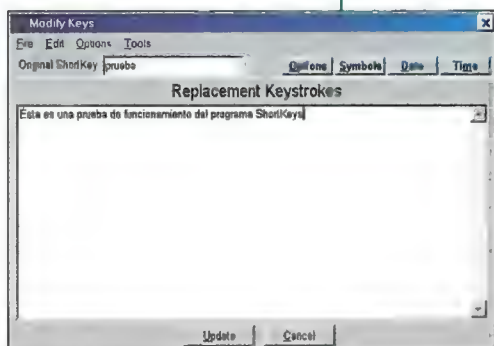 Modify Keys
File Edit Options Tools
Original ShortKey prueba Options Symbols Date Time
Replacement Keystrokes
Esta es una prueba de funcionamiento del programa ShortKeys
Update Cancel